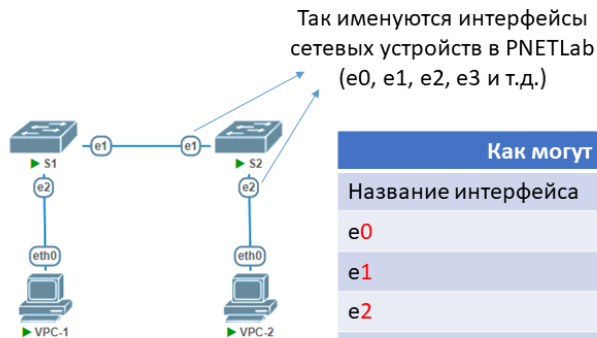 Так именуются интерфейсы
сетевых устройств в PNETLab
(e0, e1, e2, e3 и т.д.)
e1 e1
S1 S2
e2 e2
eth0 eth0
VPC-1 VPC-2
Как могут
Название интерфейса
e0
e1
e2